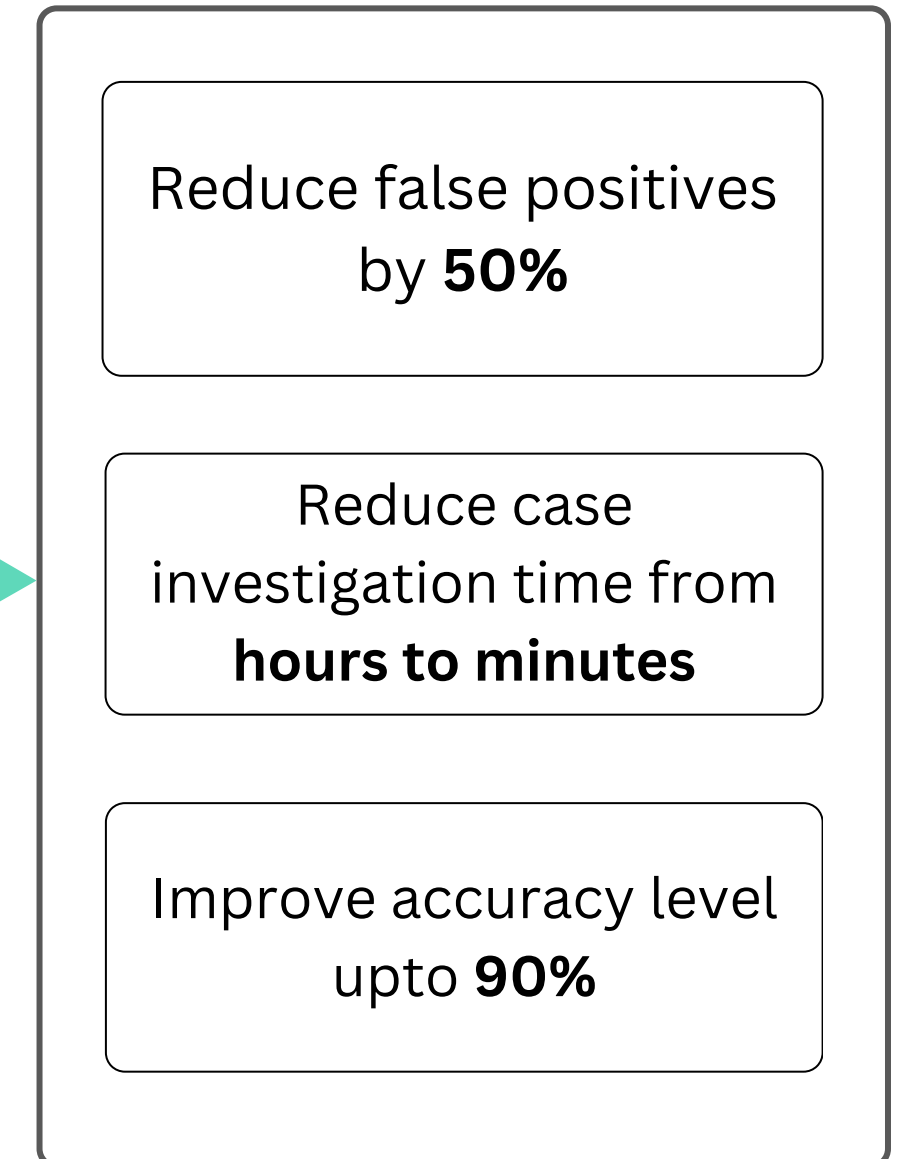 Reduce false positives
by 50%
Reduce case
investigation time from
hours to minutes
Improve accuracy level
upto 90%